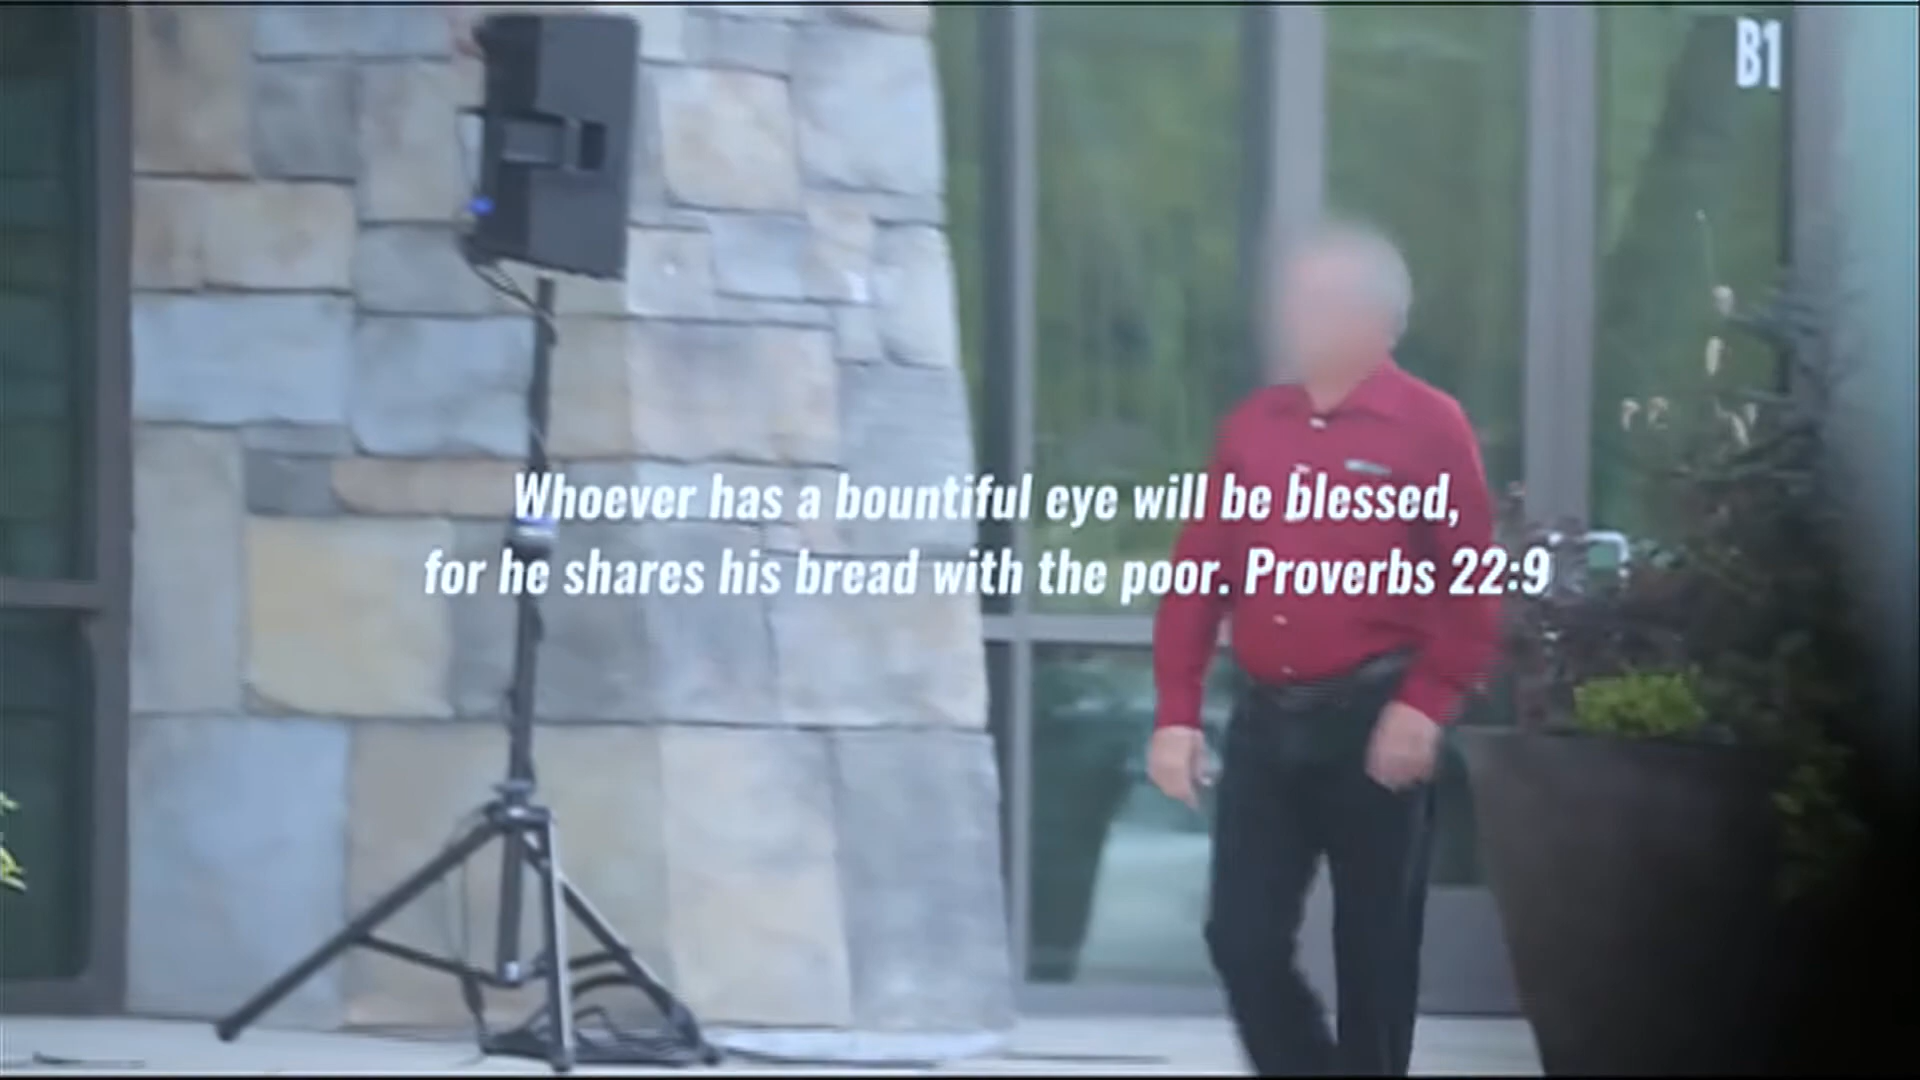 B1
Whoever has a bountiful eye will be blessed,
for he shares his bread with the poor. Proverbs 22:9